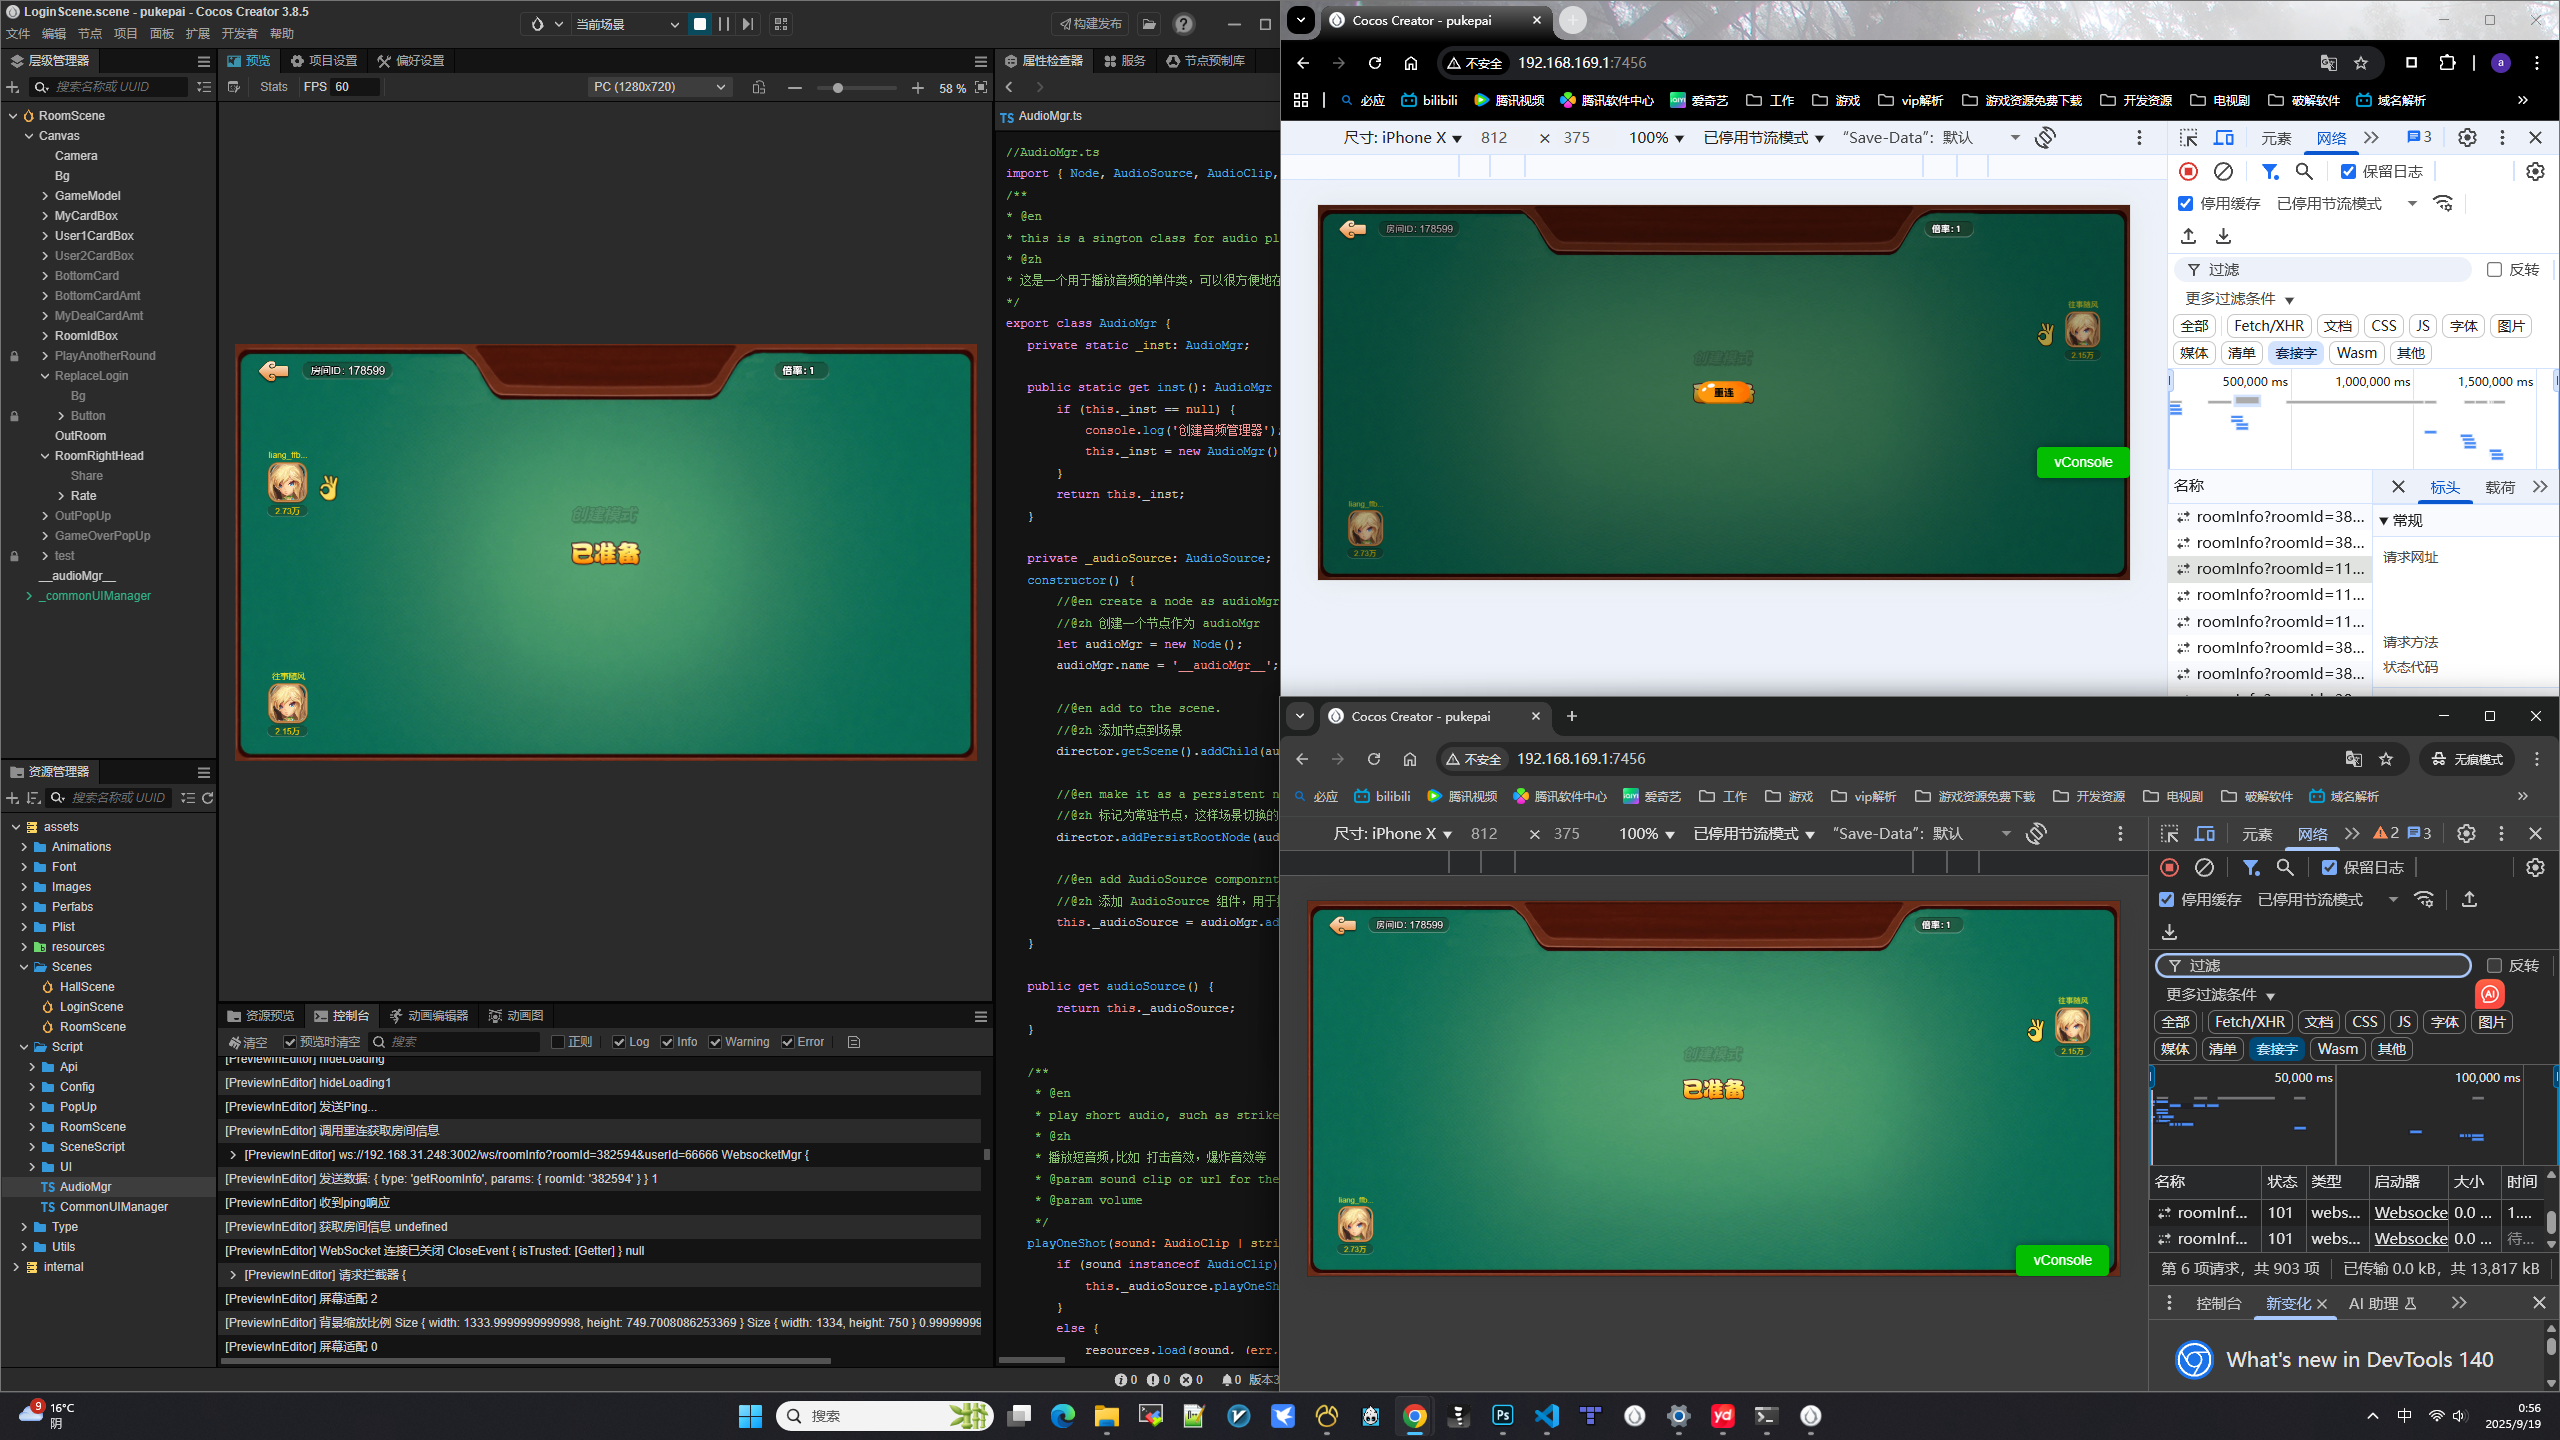 LoginScene.scene - pukepai - Cocos Creator 3.8.5
文件 编辑 节点 项目 面板 扩展 开发者 帮助
当前场景
构建发布
层级管理器
搜索名称或 UUID
RoomScene
Canvas
Camera
Bg
GameModel
MyCardBox
User1CardBox
User2CardBox
BottomCard
BottomCardAmt
MyDealCardAmt
RoomIdBox
PlayAnotherRound
ReplaceLogin
Bg
Button
OutRoom
RoomRightHead
Share
Rate
OutPopUp
GameOverPopUp
test
__audioMgr__
_commonUIManager
资源管理器
搜索名称或 UUID
assets
Animations
Font
Images
Perfabs
Plist
resources
Scenes
HallScene
LoginScene
RoomScene
Script
Api
Config
PopUp
RoomScene
SceneScript
UI
AudioMgr
CommonUIManager
Type
Utils
internal
预览 项目设置 偏好设置
Stats FPS 60 PC (1280x720) 58 %
房间ID: 178599
倍率: 1
liang_ffb...
2.73万
创建模式
已准备
往事随风
2.15万
资源预览 控制台 动画编辑器 动画图
清空 预览时清空 搜索 正则 Log Info Warning Error
[PreviewInEditor] hideLoading
[PreviewInEditor] hideLoading1
[PreviewInEditor] 发送Ping...
[PreviewInEditor] 调用重连获取房间信息
[PreviewInEditor] ws://192.168.31.248:3002/ws/roomInfo?roomId=382594&userId=66666 WebsocketMgr {
[PreviewInEditor] 发送数据: { type: 'getRoomInfo', params: { roomId: '382594' } } 1
[PreviewInEditor] 收到ping响应
[PreviewInEditor] 获取房间信息 undefined
[PreviewInEditor] WebSocket 连接已关闭 CloseEvent { isTrusted: [Getter] } null
[PreviewInEditor] 请求拦截器 {
[PreviewInEditor] 屏幕适配 2
[PreviewInEditor] 背景缩放比例 Size { width: 1333.9999999999998, height: 749.7008086253369 } Size { width: 1334, height: 750 } 0.99999999
[PreviewInEditor] 屏幕适配 0
属性检查器 服务 节点预制库
AudioMgr.ts
//AudioMgr.ts
import { Node, AudioSource, AudioClip,
/**
* @en
* this is a sington class for audio pl
* @zh
* 这是一个用于播放音频的单件类，可以很方便地在
*/
export class AudioMgr {
private static _inst: AudioMgr;
public static get inst(): AudioMgr
if (this._inst == null) {
console.log('创建音频管理器');
this._inst = new AudioMgr()
}
return this._inst;
}
private _audioSource: AudioSource;
constructor() {
//@en create a node as audioMgr
//@zh 创建一个节点作为 audioMgr
let audioMgr = new Node();
audioMgr.name = '__audioMgr__';
//@en add to the scene.
//@zh 添加节点到场景
director.getScene().addChild(au
//@en make it as a persistent n
//@zh 标记为常驻节点，这样场景切换的
director.addPersistRootNode(aud
//@en add AudioSource componrnt
//@zh 添加 AudioSource 组件，用于
this._audioSource = audioMgr.ad
}
public get audioSource() {
return this._audioSource;
}
/**
* @en
* play short audio, such as strike
* @zh
* 播放短音频,比如 打击音效，爆炸音效等
* @param sound clip or url for the
* @param volume
*/
playOneShot(sound: AudioClip | stri
if (sound instanceof AudioClip)
this._audioSource.playOneSh
}
else {
resources.load(sound, (err.
0 0 0 0 版本3
Cocos Creator - pukepai
不安全 192.168.169.1:7456
必应 bilibili 腾讯视频 腾讯软件中心 爱奇艺 工作 游戏 vip解析 游戏资源免费下载 开发资源 电视剧 破解软件 域名解析
尺寸: iPhone X 812 × 375 100% 已停用节流模式 “Save-Data”: 默认
元素 网络 3
保留日志
停用缓存 已停用节流模式
过滤 反转
更多过滤条件
全部 Fetch/XHR 文档 CSS JS 字体 图片
媒体 清单 套接字 Wasm 其他
500,000 ms 1,000,000 ms 1,500,000 ms
名称 标头 载荷
roomInfo?roomId=38...
roomInfo?roomId=38...
roomInfo?roomId=11...
roomInfo?roomId=11...
roomInfo?roomId=11...
roomInfo?roomId=38...
roomInfo?roomId=38...
常规
请求网址
请求方法
状态代码
房间ID: 178599
倍率: 1
往事随风
2.15万
创建模式
重连
vConsole
liang_ffb...
2.73万
Cocos Creator - pukepai
不安全 192.168.169.1:7456 无痕模式
必应 bilibili 腾讯视频 腾讯软件中心 爱奇艺 工作 游戏 vip解析 游戏资源免费下载 开发资源 电视剧 破解软件 域名解析
尺寸: iPhone X 812 × 375 100% 已停用节流模式 “Save-Data”: 默认
元素 网络 2 3
保留日志
停用缓存 已停用节流模式
过滤 反转
更多过滤条件
AI
全部 Fetch/XHR 文档 CSS JS 字体 图片
媒体 清单 套接字 Wasm 其他
50,000 ms 100,000 ms
名称 状态 类型 启动器 大小 时间
roomInf... 101 webs... Websocke 0.0 ... 1....
roomInf... 101 webs... Websocke 0.0 ... 待...
第 6 项请求，共 903 项 已传输 0.0 kB，共 13,817 kB
控制台 新变化 AI 助理
What's new in DevTools 140
房间ID: 178599
倍率: 1
往事随风
2.15万
创建模式
已准备
liang_ffb...
2.73万
vConsole
9
16°C
阴
搜索
Ps
yd
中
0:56
2025/9/19